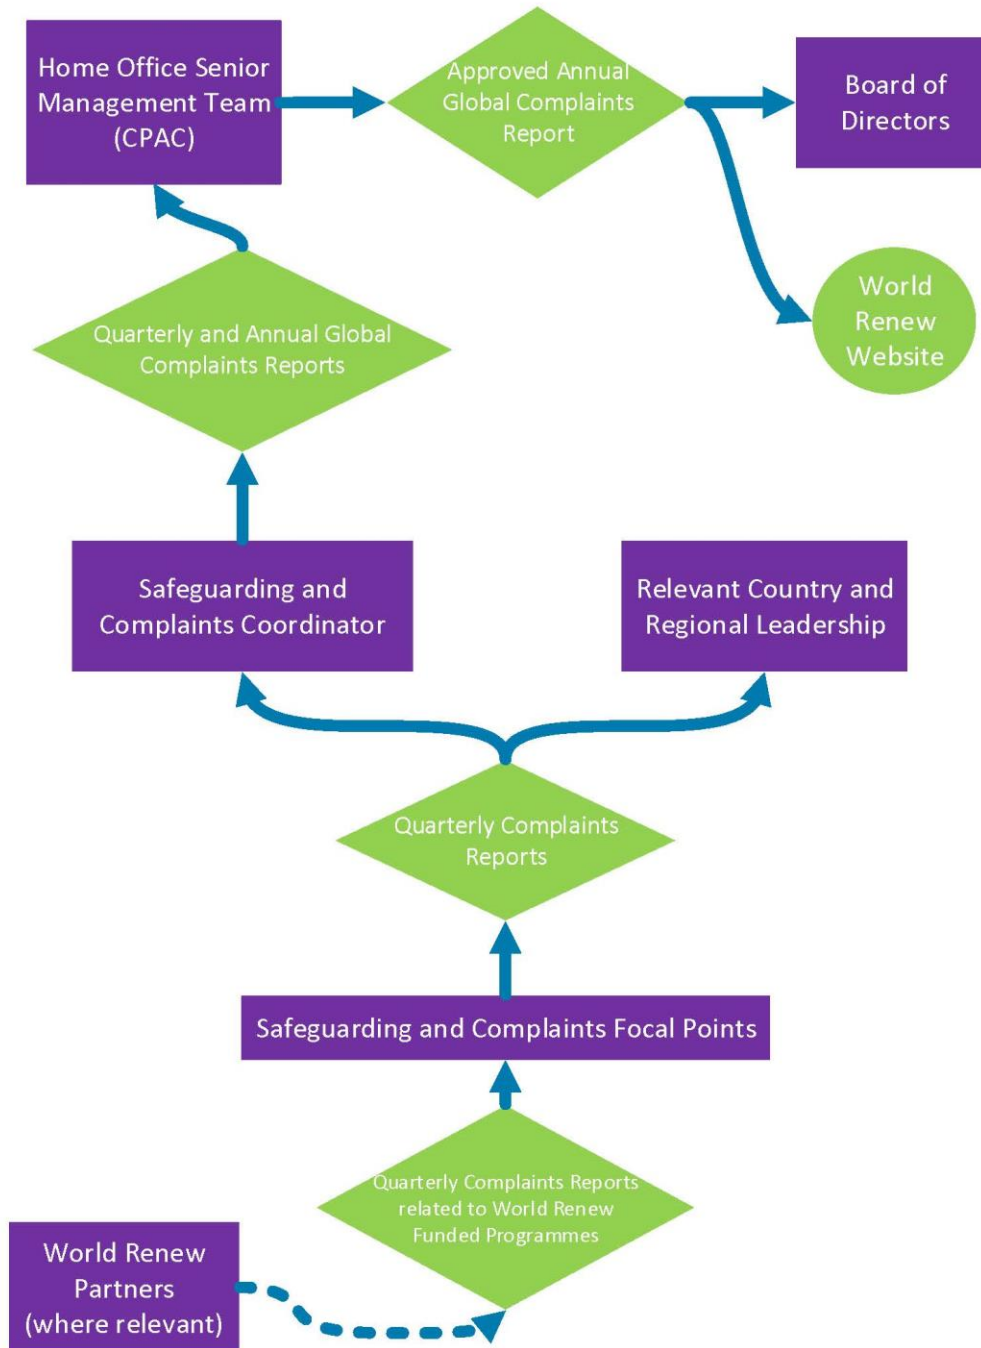 Home Office Senior
Management Team
(CPAC)
Approved Annual
Global Complaints
Report
Board of
Directors
World
Renew
Website
Quarterly and Annual Global
Complaints Reports
Safeguarding and
Complaints Coordinator
Relevant Country and
Regional Leadership
Quarterly Complaints
Reports
Safeguarding and Complaints Focal Points
Quarterly Complaints Reports
related to World Renew
Funded Programmes
World Renew
Partners
(where relevant)